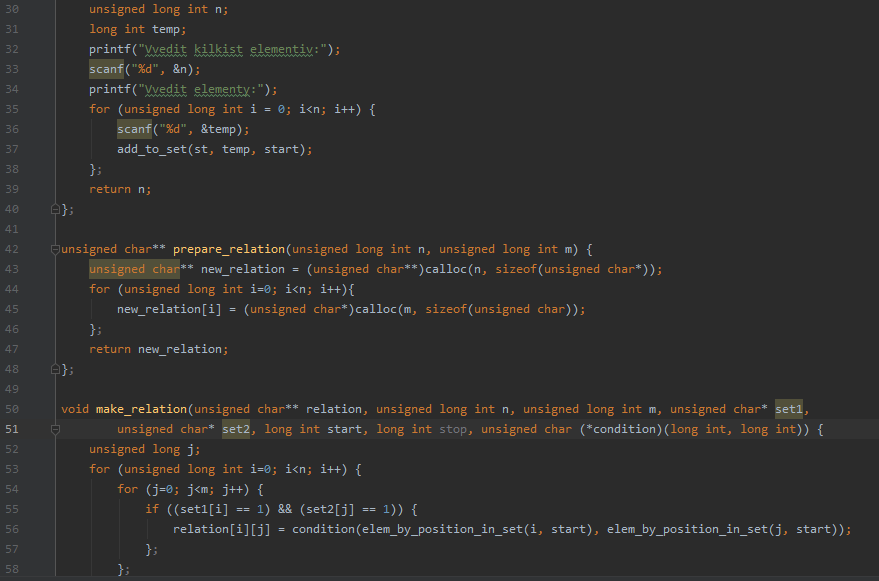 30 unsigned long int n;
31 long int temp;
32 printf("Vvedit kilkist elementiv:");
33 scanf("%d", &n);
34 printf("Vvedit elementy:");
35 for (unsigned long int i = 0; i<n; i++) {
36 scanf("%d", &temp);
37 add_to_set(st, temp, start);
38 };
39 return n;
40 };
41
42 unsigned char** prepare_relation(unsigned long int n, unsigned long int m) {
43 unsigned char** new_relation = (unsigned char**)calloc(n, sizeof(unsigned char*));
44 for (unsigned long int i=0; i<n; i++){
45 new_relation[i] = (unsigned char*)calloc(m, sizeof(unsigned char));
46 };
47 return new_relation;
48 };
49
50 void make_relation(unsigned char** relation, unsigned long int n, unsigned long int m, unsigned char* set1,
51 unsigned char* set2, long int start, long int stop, unsigned char (*condition)(long int, long int)) {
52 unsigned long j;
53 for (unsigned long int i=0; i<n; i++) {
54 for (j=0; j<m; j++) {
55 if ((set1[i] == 1) && (set2[j] == 1)) {
56 relation[i][j] = condition(elem_by_position_in_set(i, start), elem_by_position_in_set(j, start));
57 };
58 };